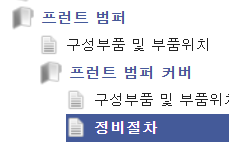 프런트 범퍼
구성부품 및 부품위치
프런트 범퍼 커버
구성부품 및 부품위
정비절차